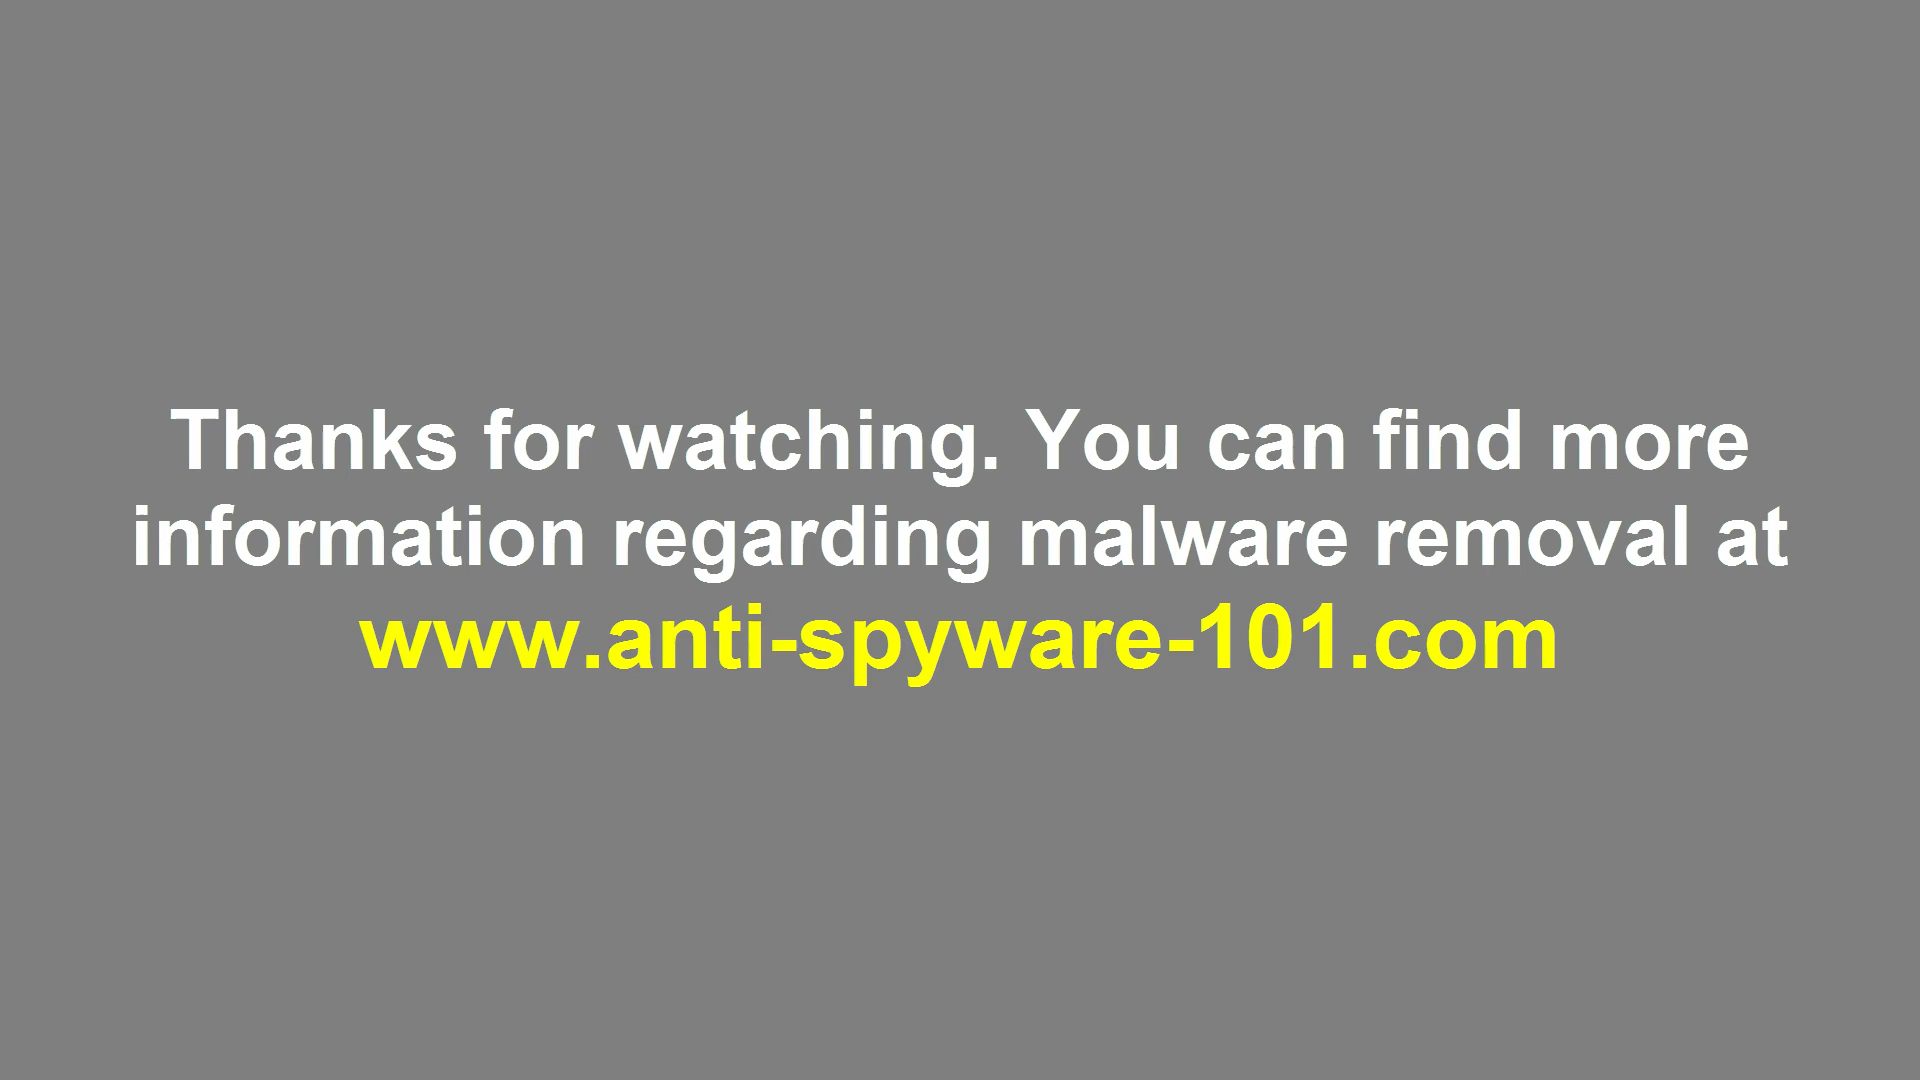 Thanks for watching. You can find more
information regarding malware removal at
www.anti-spyware-101.com